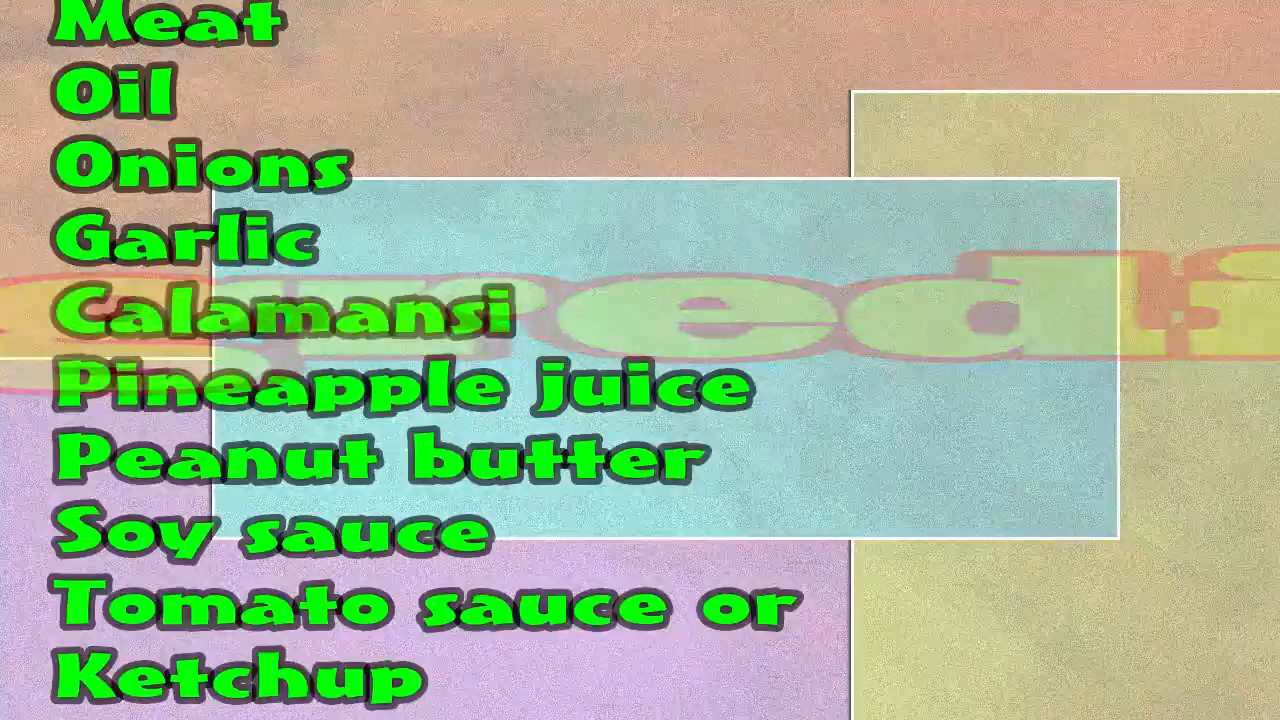 Meat
Oil
Onions
Garlic
Calamansi
Pineapple juice
Peanut butter
Soy sauce
Tomato sauce or
Ketchup